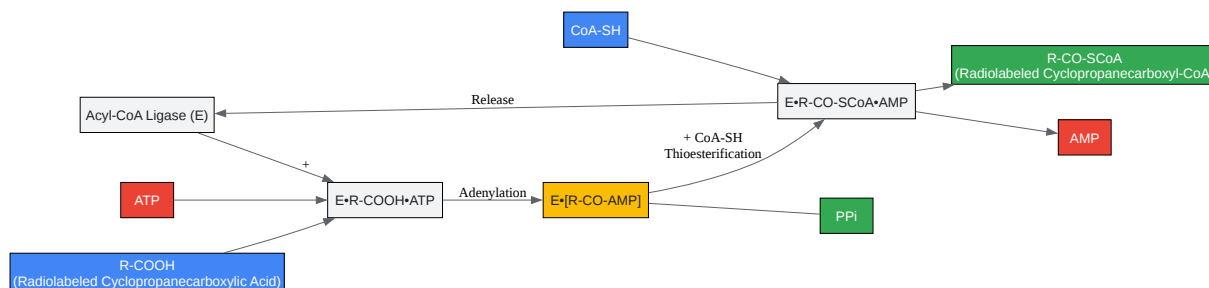 CoA-SH
R-CO-SCoA
(Radiolabeled Cyclopropanecarboxyl-CoA
Release
E•R-CO-SCoA•AMP
Acyl-CoA Ligase (E)
+ CoA-SH
Thioesterification
AMP
+
ATP
E•R-COOH•ATP
Adenylation
E•[R-CO-AMP]
PPi
R-COOH
(Radiolabeled Cyclopropanecarboxylic Acid)